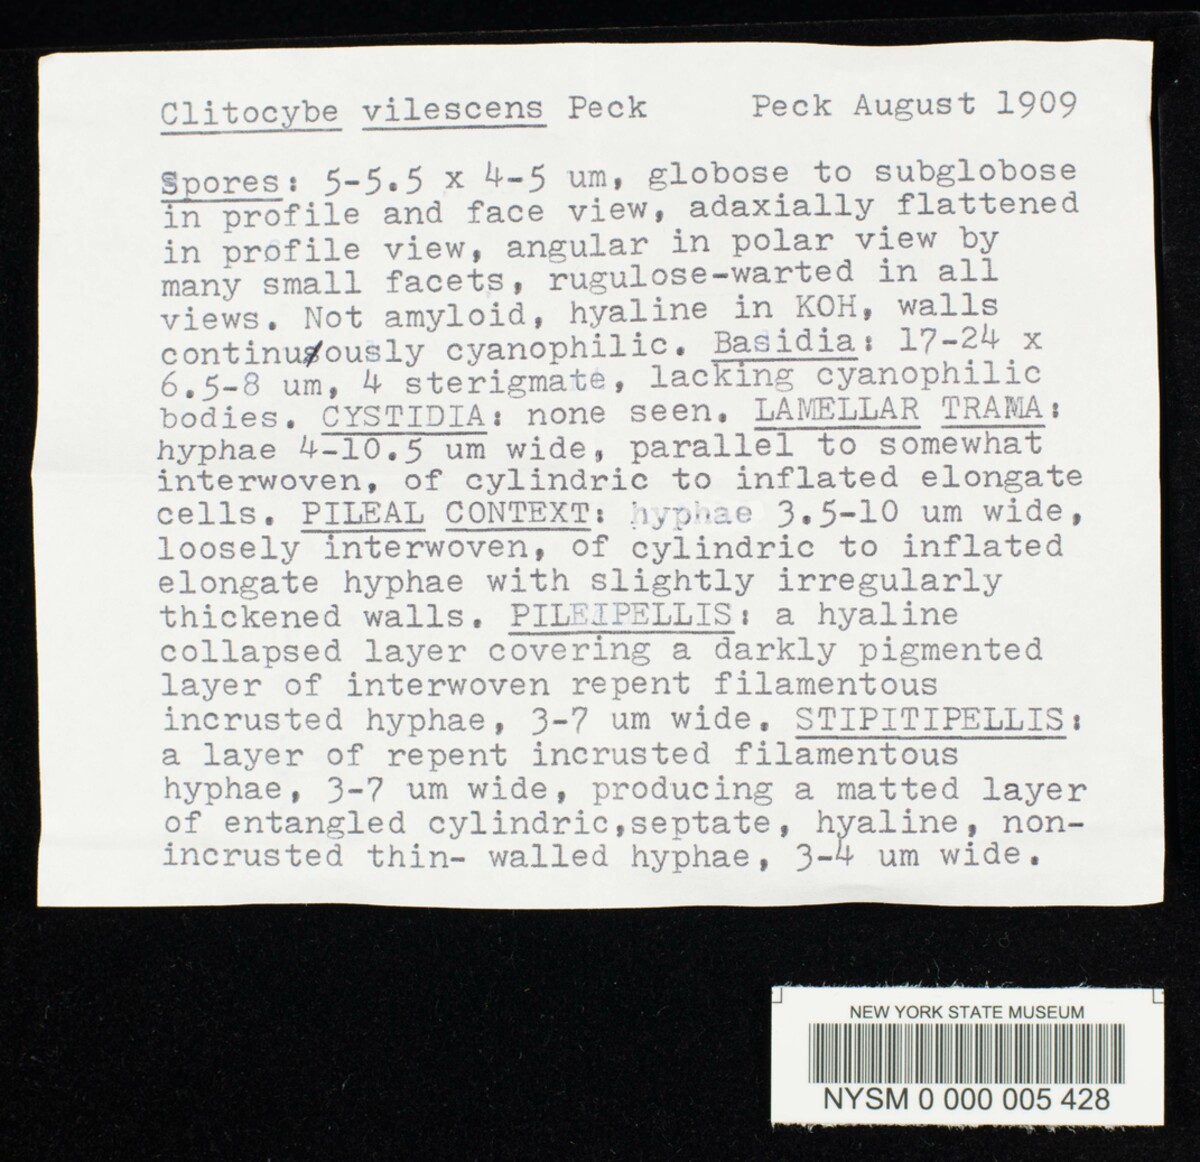 Clitocybe vilescens Peck Peck August 1909
Spores: 5-5.5 x 4-5 um, globose to subglobose
in profile and face view, adaxially flattened
in profile view, angular in polar view by
many small facets, rugulose-warted in all
views. Not amyloid, hyaline in KOH, walls
continusously cyanophilic. Basidia: 17-24 x
6.5-8 um, 4 sterigmate, lacking cyanophilic
bodies. CYSTIDIA: none seen. LAMELLAR TRAMA:
hyphae 4-10.5 um wide, parallel to somewhat
interwoven, of cylindric to inflated elongate
cells. PILEAL CONTEXT: hyphae 3.5-10 um wide,
loosely interwoven, of cylindric to inflated
elongate hyphae with slightly irregularly
thickened walls. PILEIPELLIS: a hyaline
collapsed layer covering a darkly pigmented
layer of interwoven repent filamentous
incrusted hyphae, 3-7 um wide. STIPITIPELLIS:
a layer of repent incrusted filamentous
hyphae, 3-7 um wide, producing a matted layer
of entangled cylindric,septate, hyaline, non-
incrusted thin- walled hyphae, 3-4 um wide.
NEW YORK STATE MUSEUM
NYSM 0 000 005 428